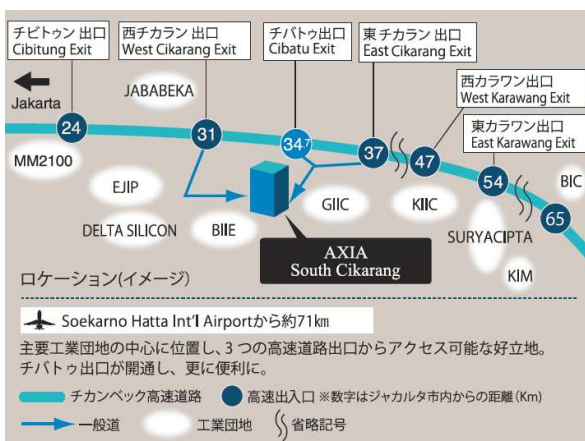 チビトゥン 出口
Cibitung Exit
西チカラン 出口
West Cikarang Exit
チバトゥ出口
Cibatu Exit
東 チカラン 出口
East Cikarang Exit
西カラワン出口
West Karawang Exit
東カラワン出口
East Karawang Exit
Jakarta
JABABEKA
24
31
34.7
37
47
54
65
BIC
MM2100
EJIP
DELTA SILICON
BIIE
GIIC
KIIC
SURYACIPTA
KIM
AXIA
South Cikarang
ロケーション(イメージ)
Soekarno Hatta Int'l Airportから約71㎞
主要工業団地の中心に位置し、3つの高速道路出口からアクセス可能な好立地。
チバトゥ出口が開通し、更に便利に。
チカンペック高速道路
高速出入口 ※数字はジャカルタ市内からの距離(Km)
一般道
工業団地
省略記号